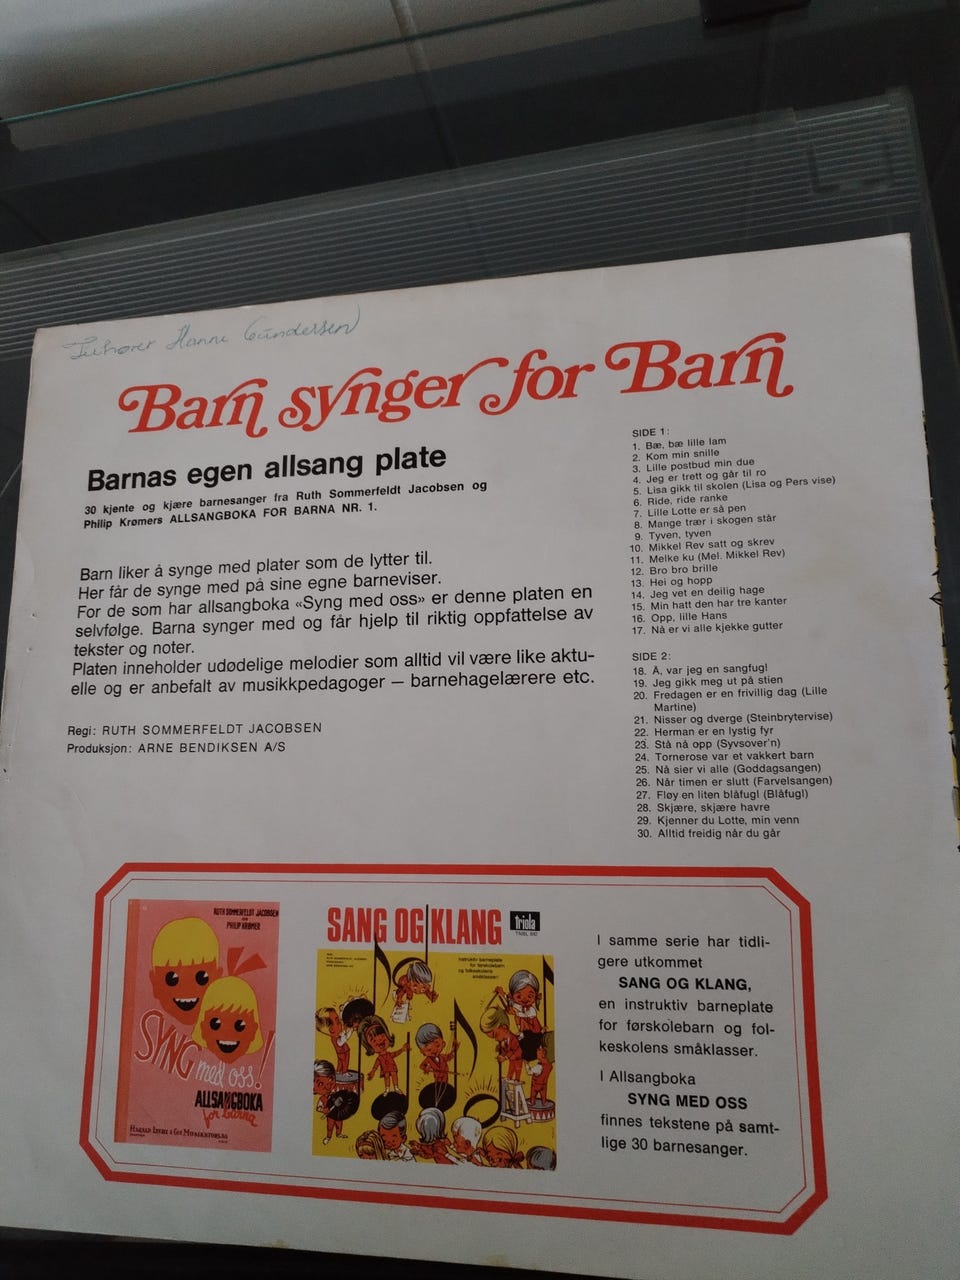 Tilhører Hanne Gundersen
Barn synger for Barn
Barnas egen allsang plate
30 kjente og kjære barnesanger fra Ruth Sommerfeldt Jacobsen og
Philip Krømers ALLSANGBOKA FOR BARNA NR. 1.
Barn liker å synge med plater som de lytter til.
Her får de synge med på sine egne barneviser.
For de som har allsangboka «Syng med oss» er denne platen en
selvfølge. Barna synger med og får hjelp til riktig oppfattelse av
tekster og noter.
Platen inneholder udødelige melodier som alltid vil være like aktu-
elle og er anbefalt av musikkpedagoger — barnehagelærere etc.
Regi: RUTH SOMMERFELDT JACOBSEN
Produksjon: ARNE BENDIKSEN A/S
SIDE 1:
1. Bæ, bæ lille lam
2. Kom min snille
3. Lille postbud min due
4. Jeg er trett og går til ro
5. Lisa gikk til skolen (Lisa og Pers vise)
6. Ride, ride ranke
7. Lille Lotte er så pen
8. Mange trær i skogen står
9. Tyven, tyven
10. Mikkel Rev satt og skrev
11. Melke ku (Mel. Mikkel Rev)
12. Bro bro brille
13. Hei og hopp
14. Jeg vet en deilig hage
15. Min hatt den har tre kanter
16. Opp, lille Hans
17. Nå er vi alle kjekke gutter
SIDE 2:
18. Å, var jeg en sangfugl
19. Jeg gikk meg ut på stien
20. Fredagen er en frivillig dag (Lille
Martine)
21. Nisser og dverge (Steinbrytervise)
22. Herman er en lystig fyr
23. Stå nå opp (Syvsover'n)
24. Tornerose var et vakkert barn
25. Nå sier vi alle (Goddagsangen)
26. Når timen er slutt (Farvelsangen)
27. Fløy en liten blåfugl (Blåfugl)
28. Skjære, skjære havre
29. Kjenner du Lotte, min venn
30. Alltid freidig når du går
RUTH SOMMERFELDT JACOBSEN
OG
PHILIP KRØMER
SYNG med oss!
ALLSANGBOKA
for barna
SANG OG KLANG
triola
instruktiv barneplate
for førskolebarn
og folkeskolens
småklasser
I samme serie har tidli-
gere utkommet
SANG OG KLANG,
en instruktiv barneplate
for førskolebarn og fol-
keskolens småklasser.
I Allsangboka
SYNG MED OSS
finnes tekstene på samt-
lige 30 barnesanger.